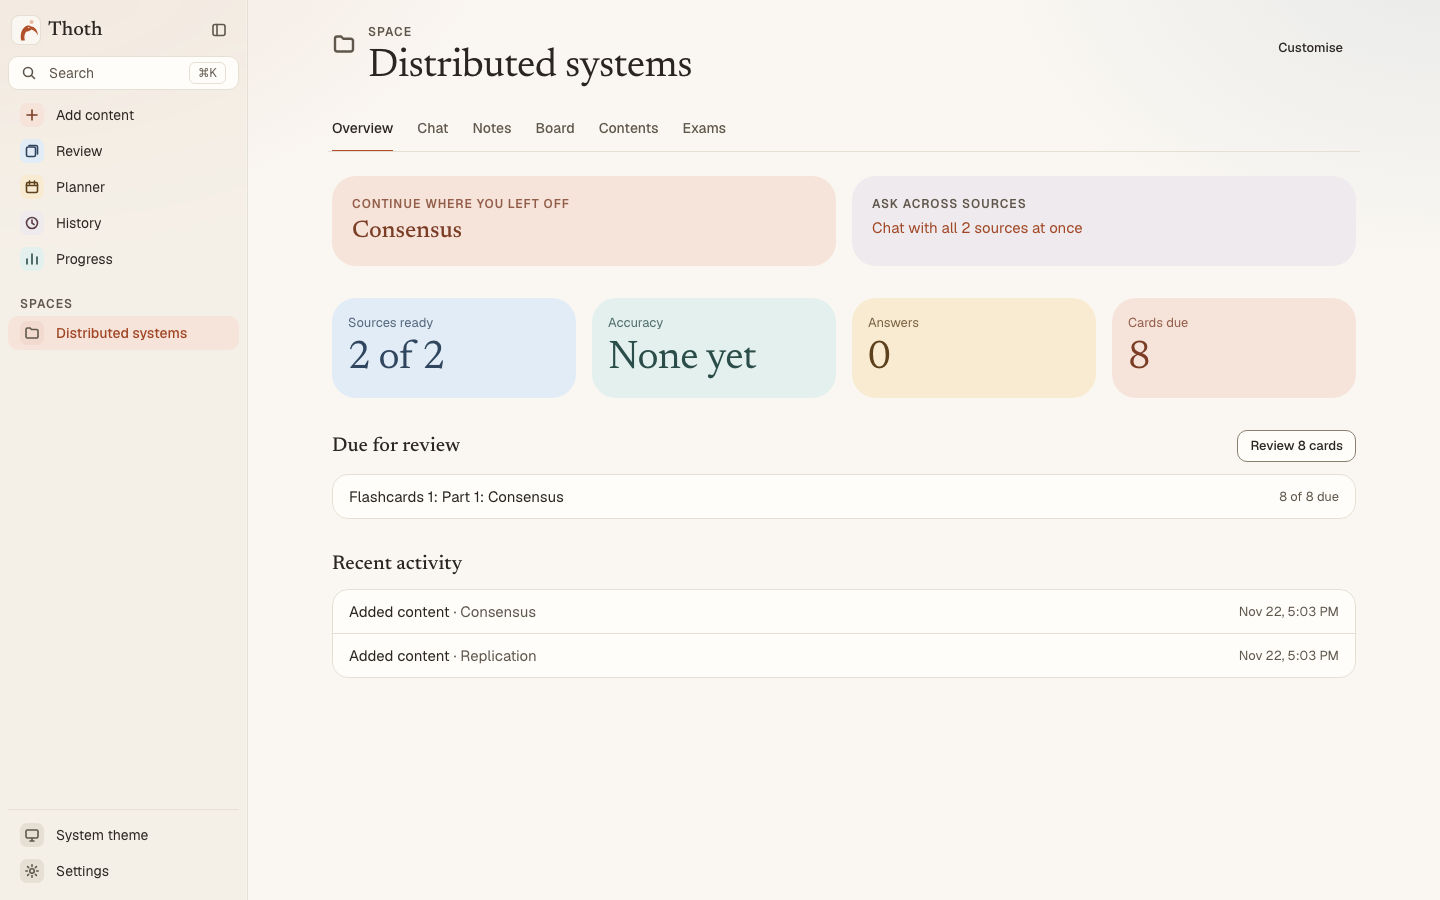 Thoth
Search ⌘K
Add content
Review
Planner
History
Progress
SPACES
Distributed systems
System theme
Settings
SPACE
Distributed systems
Customise
Overview Chat Notes Board Contents Exams
CONTINUE WHERE YOU LEFT OFF
Consensus
ASK ACROSS SOURCES
Chat with all 2 sources at once
Sources ready
2 of 2
Accuracy
None yet
Answers
0
Cards due
8
Due for review
Review 8 cards
Flashcards 1: Part 1: Consensus 8 of 8 due
Recent activity
Added content · Consensus Nov 22, 5:03 PM
Added content · Replication Nov 22, 5:03 PM